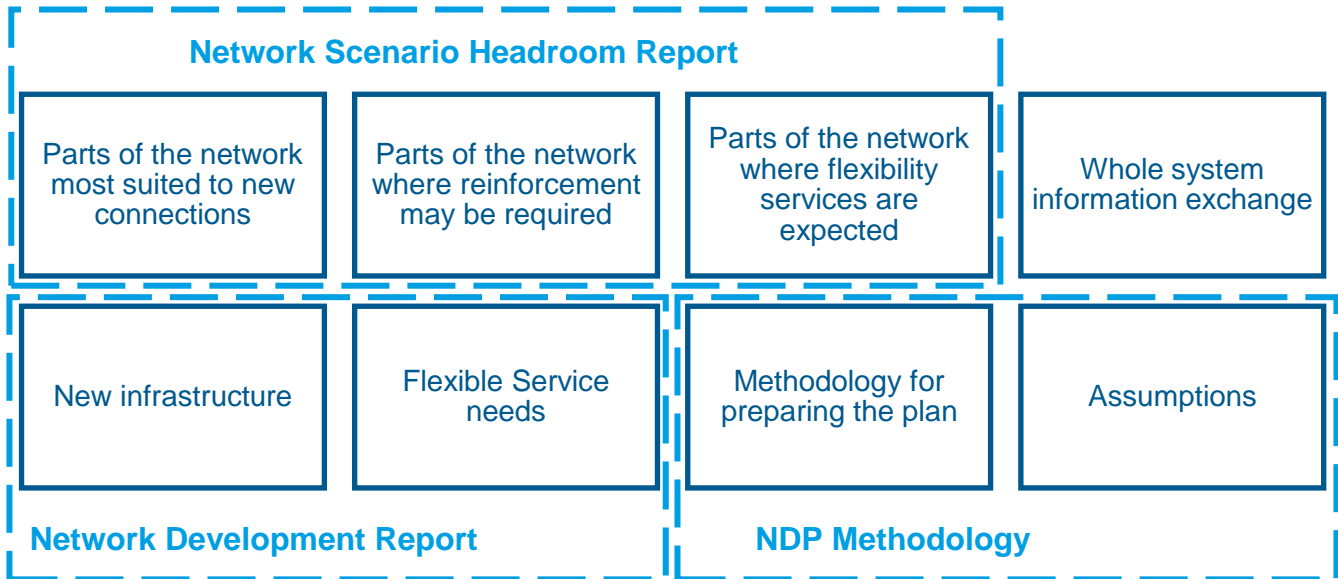 Network Scenario Headroom Report
Parts of the network
most suited to new
connections
Parts of the network
where reinforcement
may be required
Parts of the network
where flexibility
services are
expected
Whole system
information exchange
New infrastructure
Flexible Service
needs
Methodology for
preparing the plan
Assumptions
Network Development Report
NDP Methodology